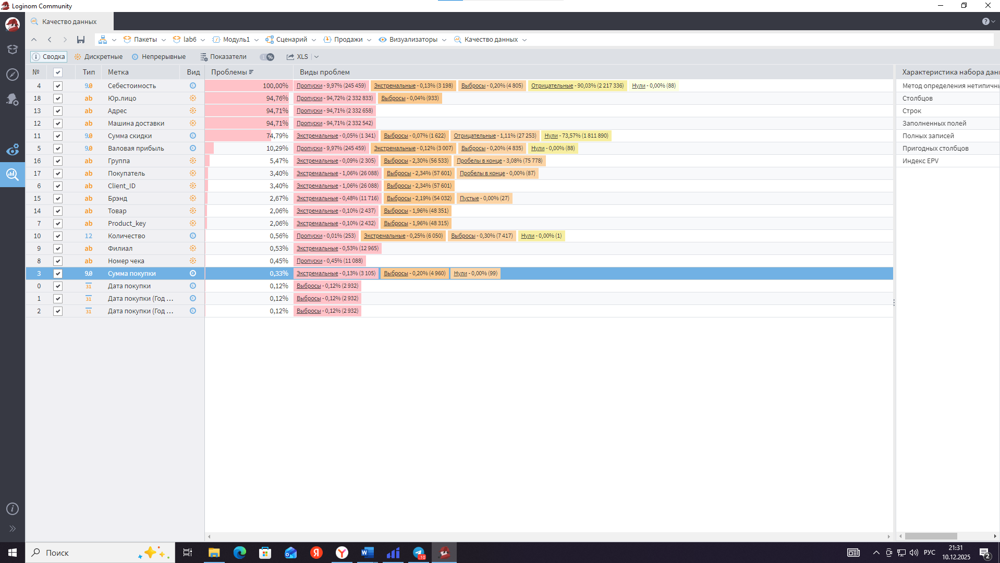 Loginom Community
Качество данных
Пакеты lab6 Модуль1 Сценарий Продажи Визуализаторы Качество данных
Сводка Дискретные Непрерывные Показатели % XLS
№ Тип Метка Вид Проблемы Виды проблем Характеристика набора дан
4 9.0 Себестоимость 100,00% Пропуски - 9,97% (245 459) Экстремальные - 0,13% (3 198) Выбросы - 0,20% (4 805) Отрицательные - 90,03% (2 217 336) Нули - 0,00% (88) Метод определения нетипичны
18 ab Юр.лицо 94,76% Пропуски - 94,72% (2 332 833) Выбросы - 0,04% (933) Столбцов
13 ab Адрес 94,71% Пропуски - 94,71% (2 332 658) Строк
12 ab Машина доставки 94,71% Пропуски - 94,71% (2 332 542) Заполненных полей
11 9.0 Сумма скидки 74,79% Экстремальные - 0,05% (1 341) Выбросы - 0,07% (1 622) Отрицательные - 1,11% (27 253) Нули - 73,57% (1 811 890) Полных записей
5 9.0 Валовая прибыль 10,29% Пропуски - 9,97% (245 459) Экстремальные - 0,12% (3 007) Выбросы - 0,20% (4 835) Нули - 0,00% (88) Пригодных столбцов
16 ab Группа 5,47% Экстремальные - 0,09% (2 305) Выбросы - 2,30% (56 533) Пробелы в конце - 3,08% (75 778) Индекс EPV
17 ab Покупатель 3,40% Экстремальные - 1,06% (26 088) Выбросы - 2,34% (57 601) Пробелы в конце - 0,00% (87)
6 ab Client_ID 3,40% Экстремальные - 1,06% (26 088) Выбросы - 2,34% (57 601)
15 ab Брэнд 2,67% Экстремальные - 0,48% (11 716) Выбросы - 2,19% (54 032) Пустые - 0,00% (27)
14 ab Товар 2,06% Экстремальные - 0,10% (2 437) Выбросы - 1,96% (48 351)
7 ab Product_key 2,06% Экстремальные - 0,10% (2 432) Выбросы - 1,96% (48 315)
10 12 Количество 0,56% Пропуски - 0,01% (253) Экстремальные - 0,25% (6 050) Выбросы - 0,30% (7 417) Нули - 0,00% (1)
9 ab Филиал 0,53% Экстремальные - 0,53% (12 965)
8 ab Номер чека 0,45% Пропуски - 0,45% (11 088)
3 9.0 Сумма покупки 0,33% Экстремальные - 0,13% (3 105) Выбросы - 0,20% (4 960) Нули - 0,00% (99)
0 31 Дата покупки 0,12% Выбросы - 0,12% (2 932)
1 31 Дата покупки (Год ... 0,12% Выбросы - 0,12% (2 932)
2 31 Дата покупки (Год ... 0,12% Выбросы - 0,12% (2 932)
Поиск
.10
РУС
21:31
10.12.2025
2